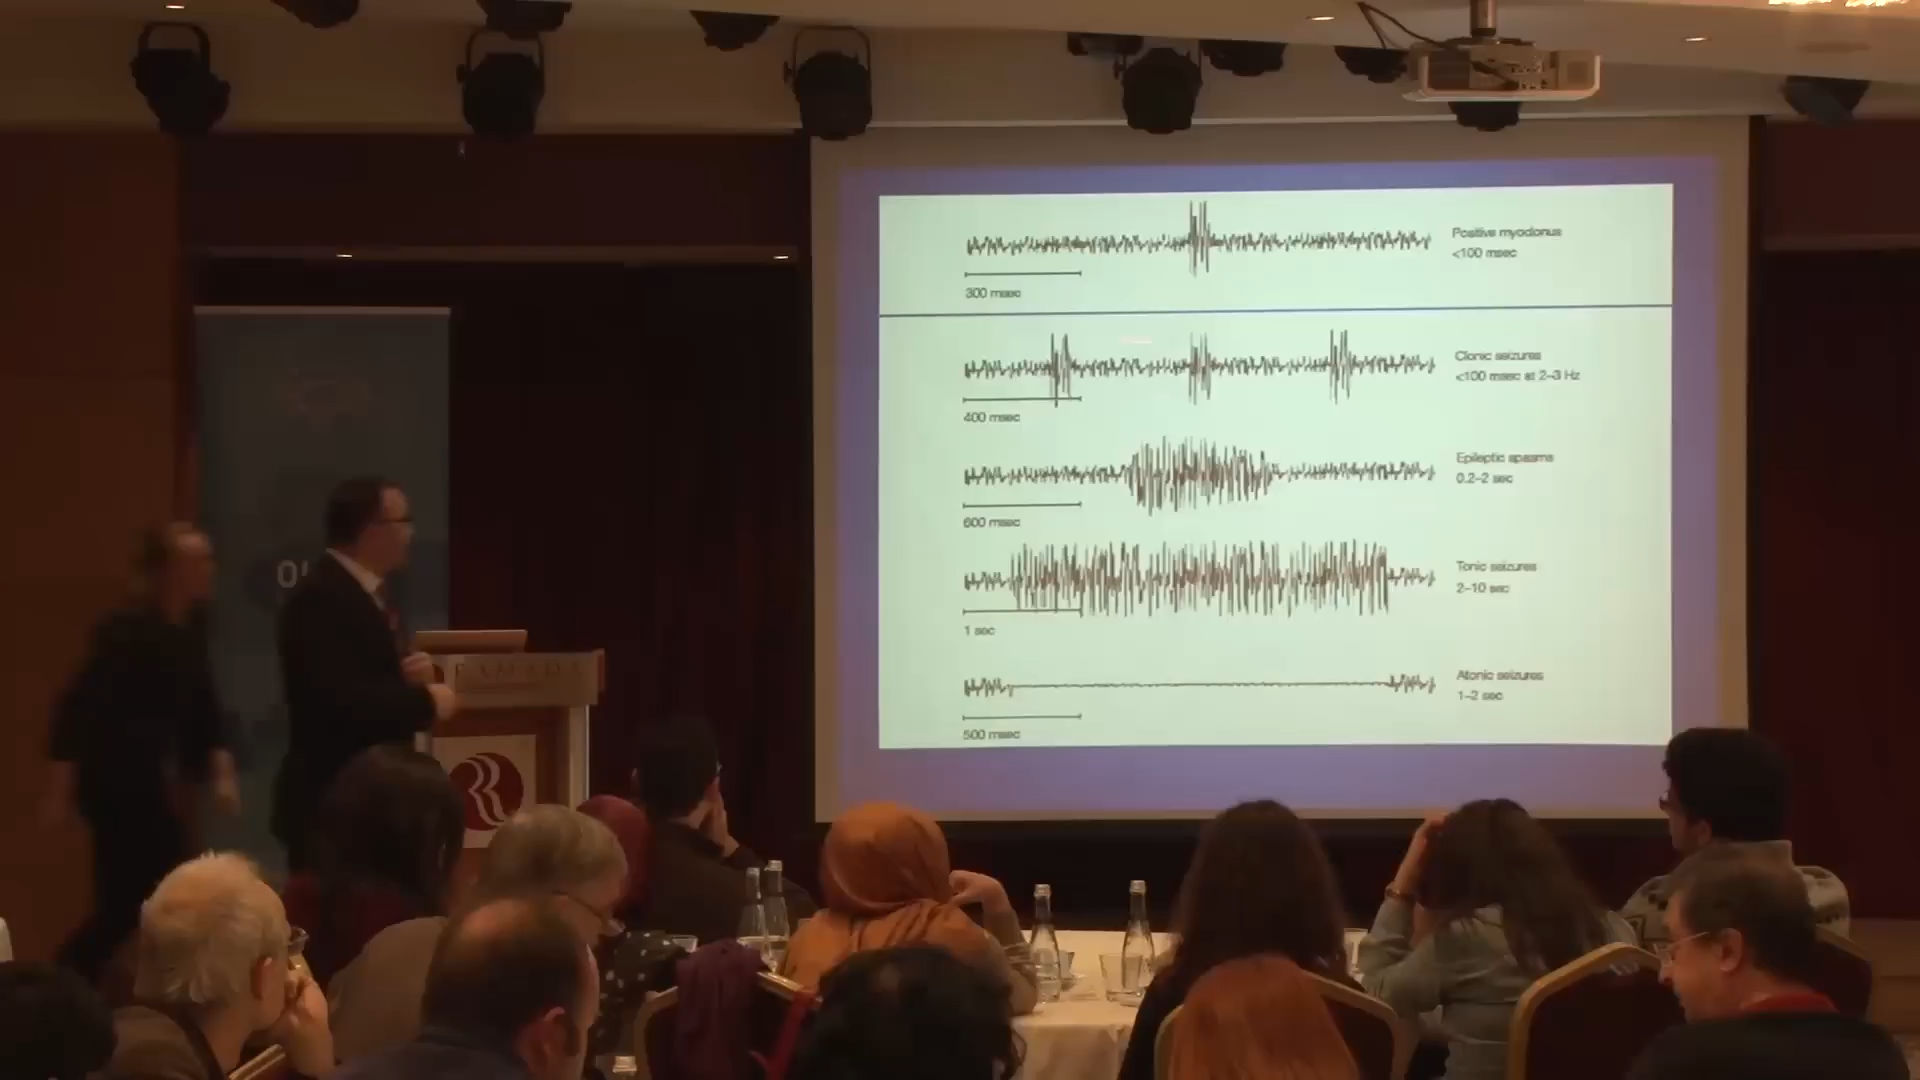 Positive myoclonus
<100 msec
300 msec
Clonic seizures
<100 msec at 2–3 Hz
400 msec
Epileptic spasms
0.2–2 sec
600 msec
Tonic seizures
2–10 sec
1 sec
Atonic seizures
1–2 sec
500 msec
RAMADA